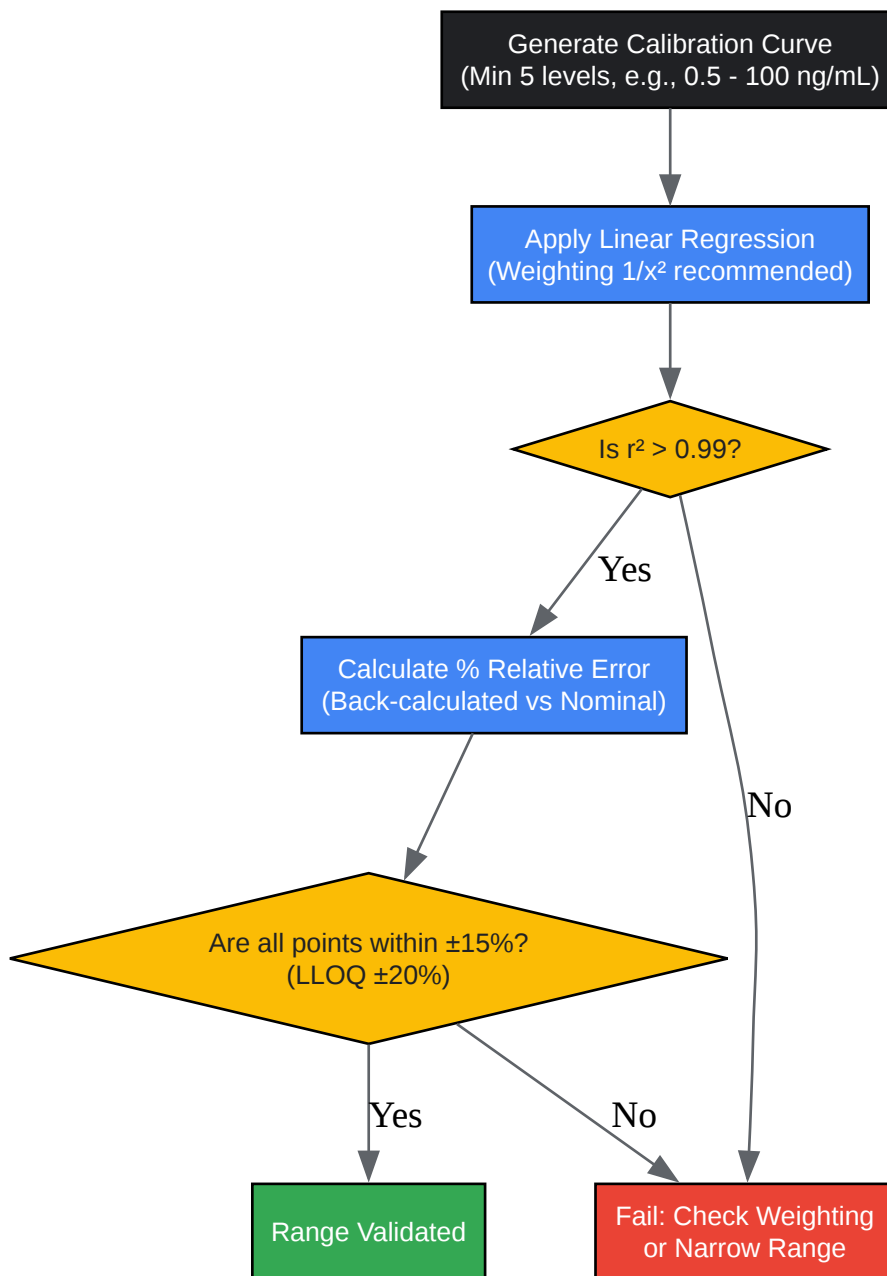 Generate Calibration Curve
(Min 5 levels, e.g., 0.5 - 100 ng/mL)
Apply Linear Regression
(Weighting 1/x² recommended)
Is r² > 0.99?
Yes
Calculate % Relative Error
(Back-calculated vs Nominal)
No
Are all points within ±15%?
(LLOQ ±20%)
Yes
No
Range Validated
Fail: Check Weighting
or Narrow Range